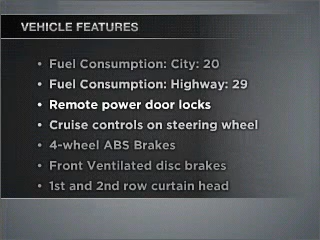 VEHICLE FEATURES
• Fuel Consumption: City: 20
• Fuel Consumption: Highway: 29
• Remote power door locks
• Cruise controls on steering wheel
• 4-wheel ABS Brakes
• Front Ventilated disc brakes
• 1st and 2nd row curtain head